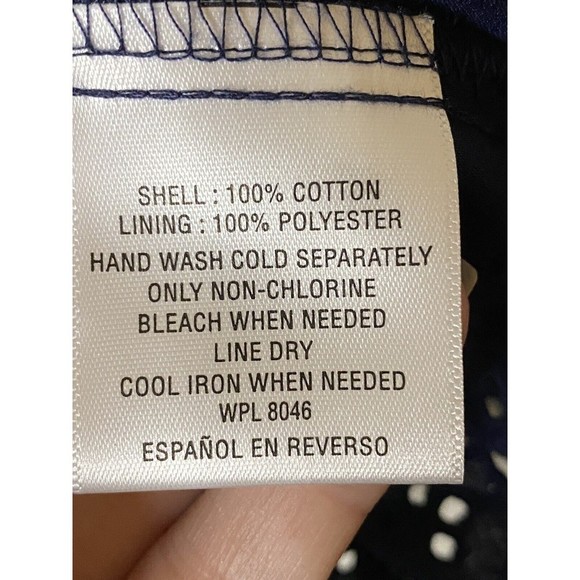 SHELL : 100% COTTON
LINING : 100% POLYESTER
HAND WASH COLD SEPARATELY
ONLY NON-CHLORINE
BLEACH WHEN NEEDED
LINE DRY
COOL IRON WHEN NEEDED
WPL 8046
ESPAÑOL EN REVERSO